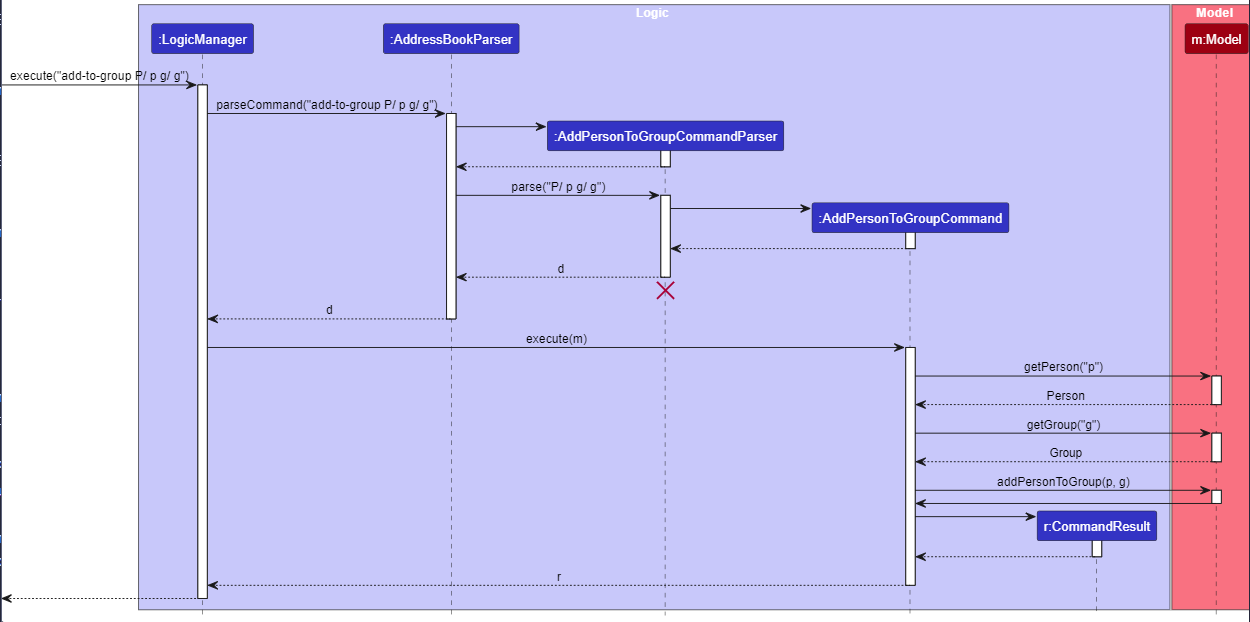 Logic
Model
:LogicManager
:AddressBookParser
m:Model
execute("add-to-group P/ p g/ g")
parseCommand("add-to-group P/ p g/ g")
:AddPersonToGroupCommandParser
parse("P/ p g/ g")
:AddPersonToGroupCommand
d
d
execute(m)
getPerson("p")
Person
getGroup("g")
Group
addPersonToGroup(p, g)
r:CommandResult
r